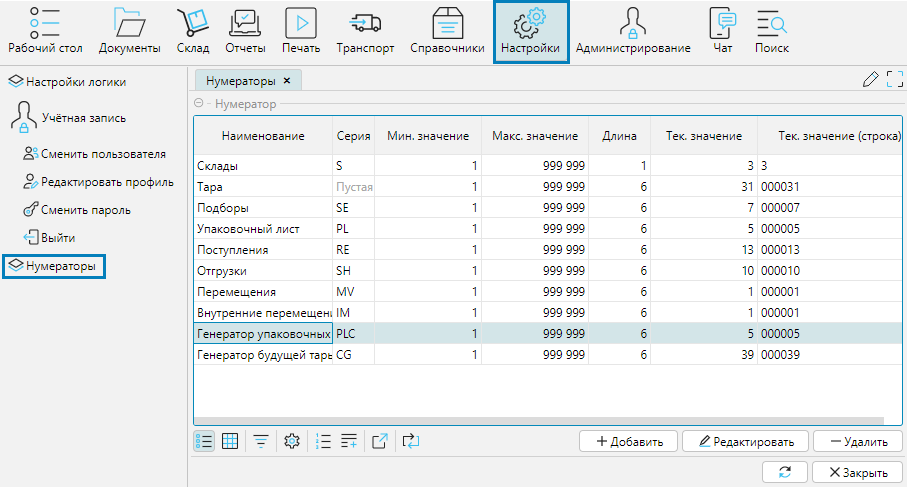 Рабочий стол Документы Склад Отчеты Печать Транспорт Справочники Настройки Администрирование Чат Поиск
Настройки логики
Учётная запись
Сменить пользователя
Редактировать профиль
Сменить пароль
Выйти
Нумераторы
Нумераторы ×
Нумератор
Наименование Серия Мин. значение Макс. значение Длина Тек. значение Тек. значение (строка)
Склады S 1 999 999 1 3 3
Тара Пустая 1 999 999 6 31 000031
Подборы SE 1 999 999 6 7 000007
Упаковочный лист PL 1 999 999 6 5 000005
Поступления RE 1 999 999 6 13 000013
Отгрузки SH 1 999 999 6 10 000010
Перемещения MV 1 999 999 6 1 000001
Внутренние перемещени IM 1 999 999 6 1 000001
Генератор упаковочных PLC 1 999 999 6 5 000005
Генератор будущей тары CG 1 999 999 6 39 000039
+ Добавить Редактировать − Удалить
× Закрыть